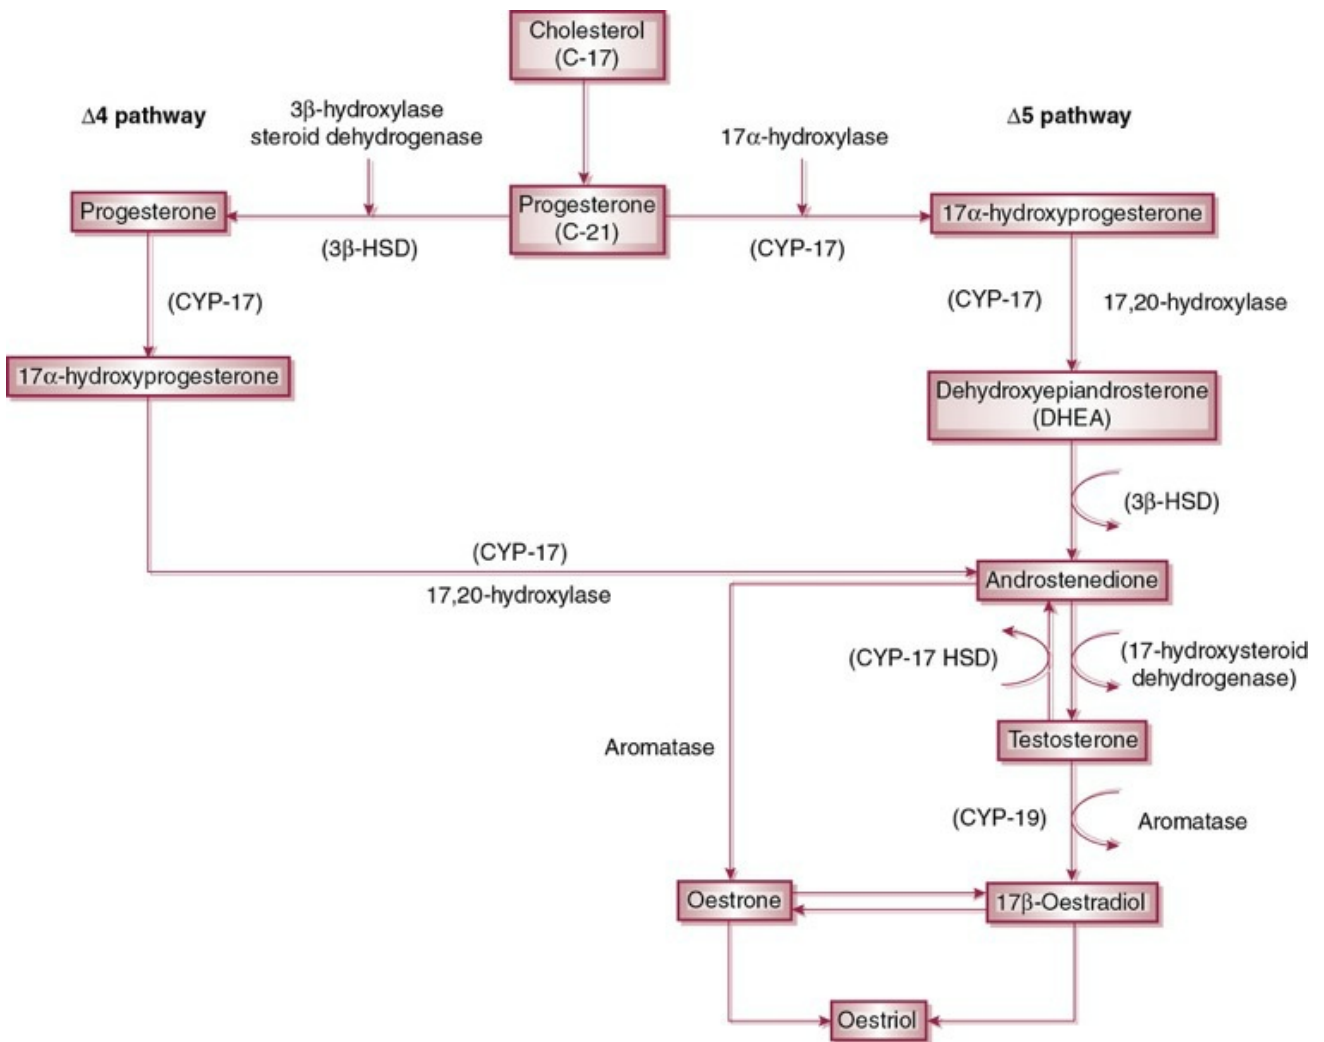 Cholesterol
(C-17)
Δ4 pathway
3β-hydroxylase
steroid dehydrogenase
17α-hydroxylase
Δ5 pathway
Progesterone
Progesterone
(C-21)
17α-hydroxyprogesterone
(3β-HSD)
(CYP-17)
(CYP-17)
(CYP-17)
17,20-hydroxylase
17α-hydroxyprogesterone
Dehydroxyepiandrosterone
(DHEA)
(3β-HSD)
(CYP-17)
17,20-hydroxylase
Androstenedione
(CYP-17 HSD)
(17-hydroxysteroid
dehydrogenase)
Testosterone
Aromatase
(CYP-19)
Aromatase
Oestrone
17β-Oestradiol
Oestriol